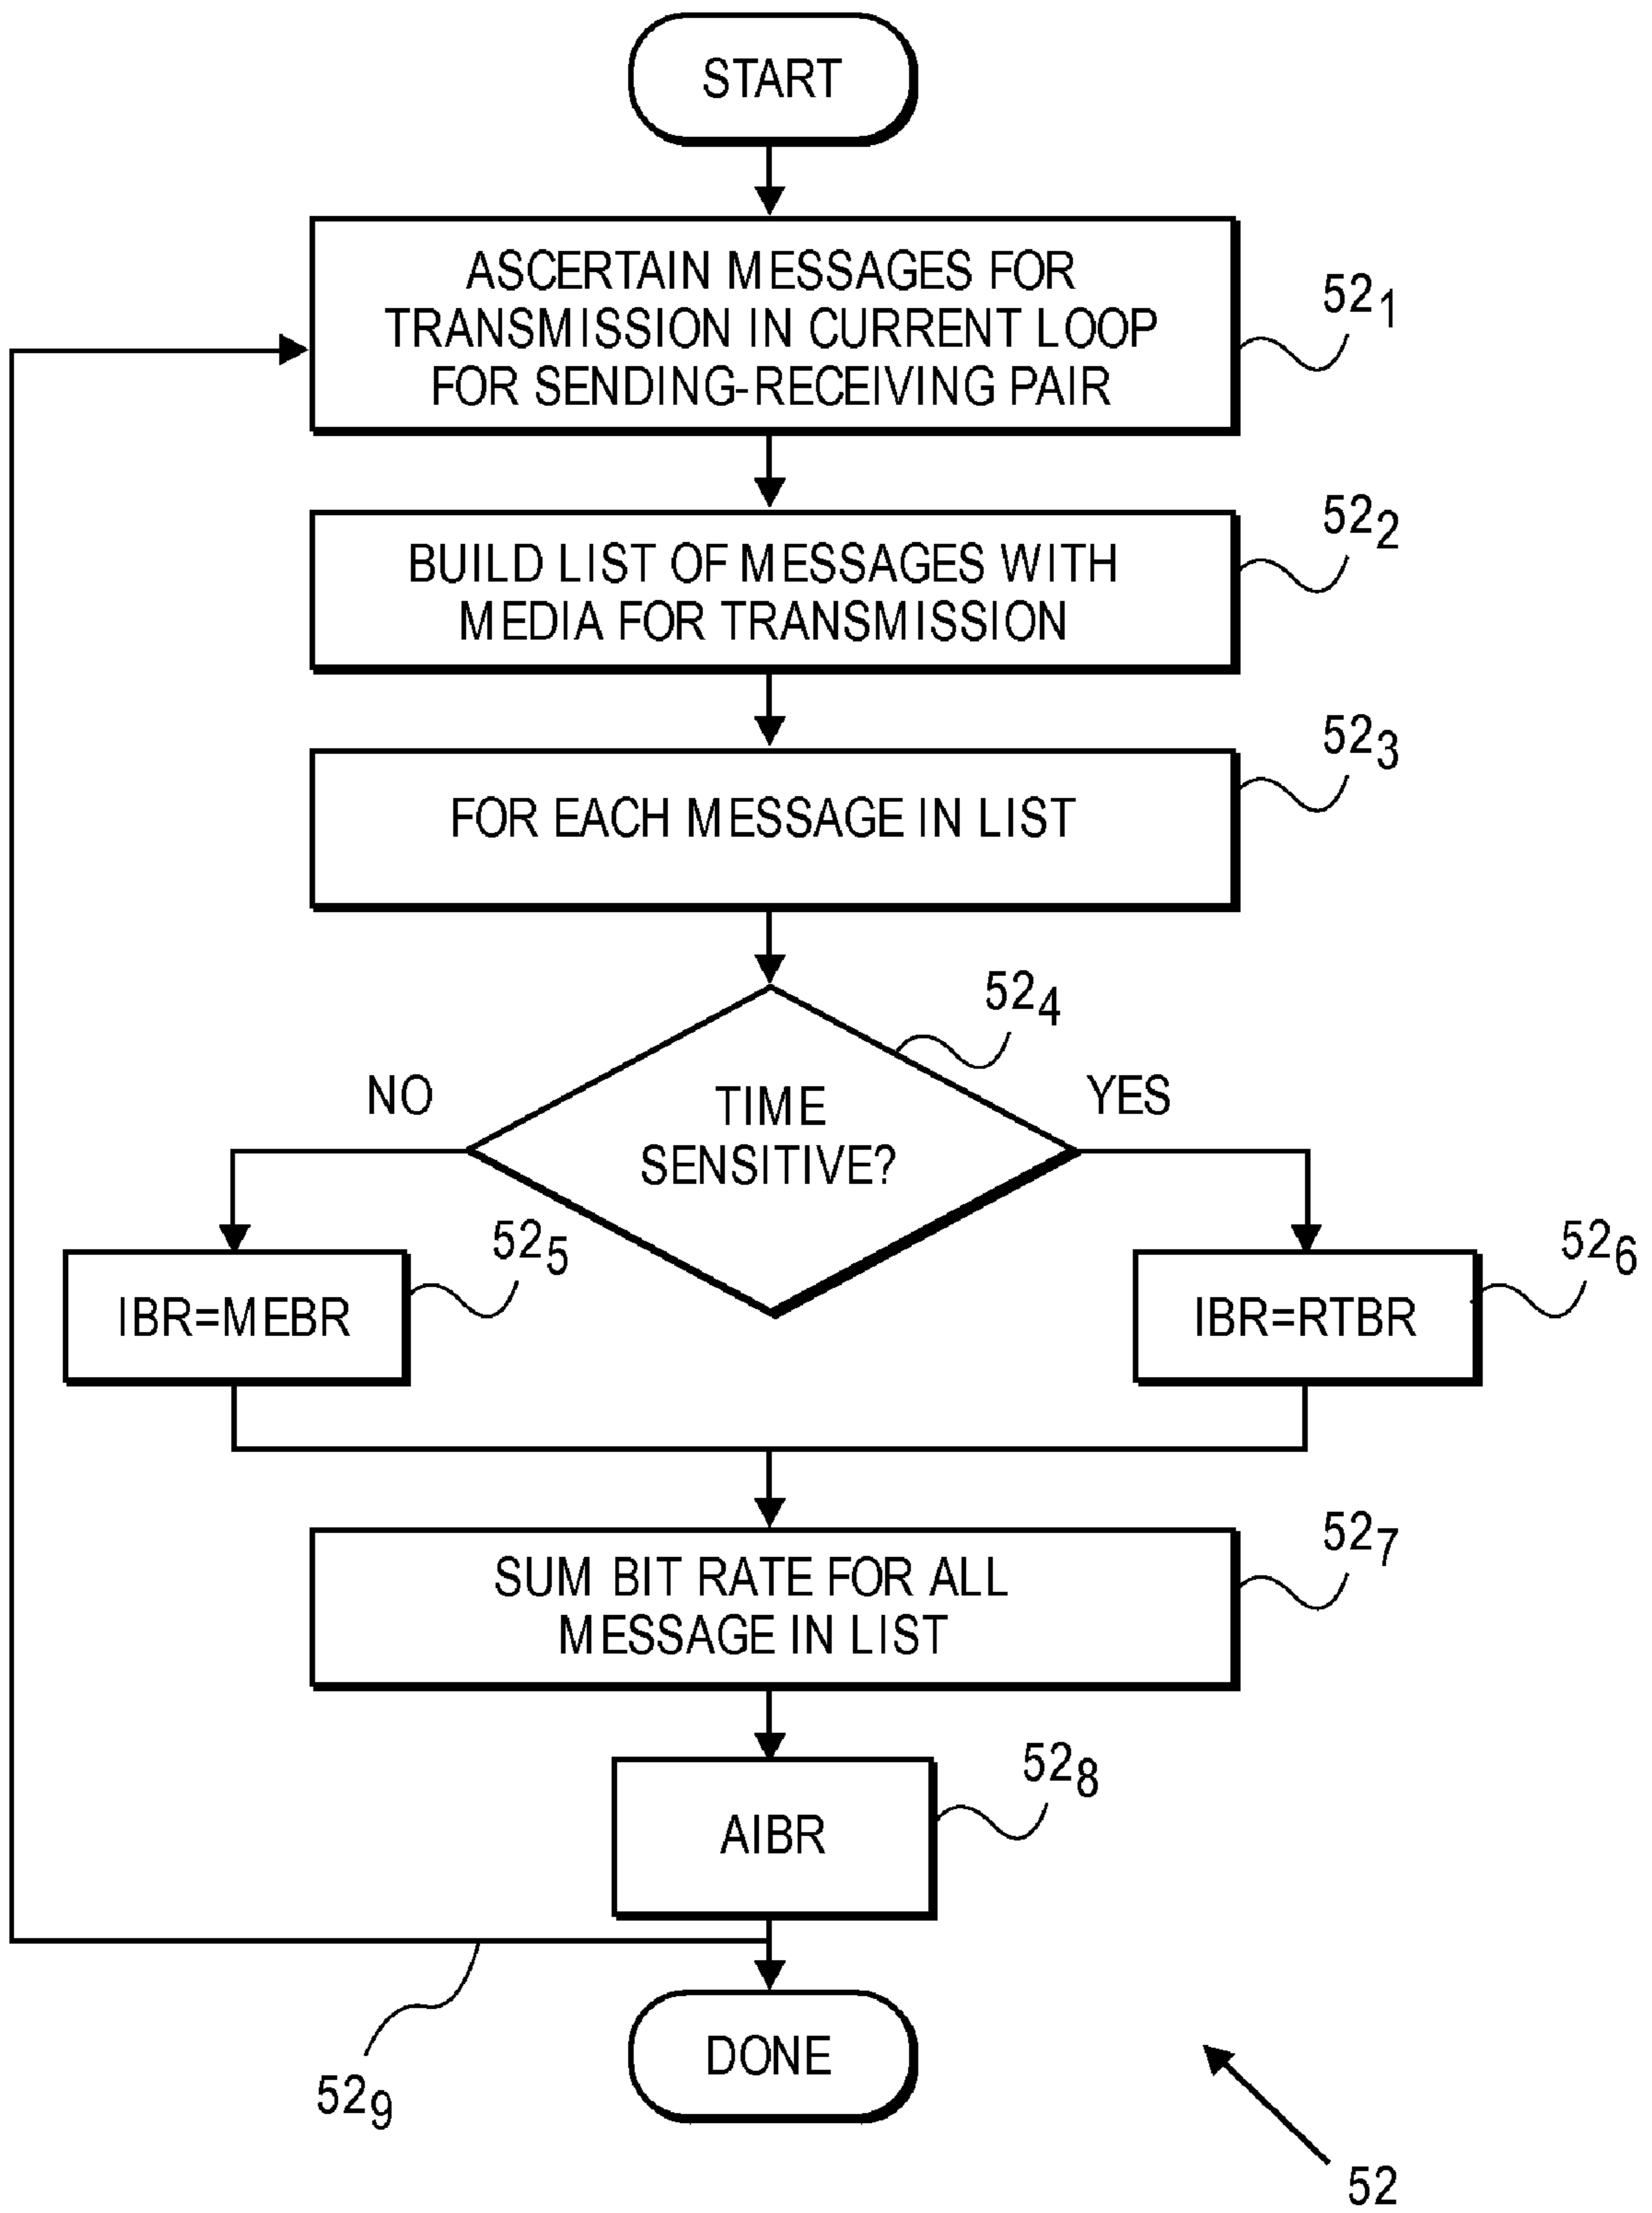 START
ASCERTAIN MESSAGES FOR
TRANSMISSION IN CURRENT LOOP
FOR SENDING-RECEIVING PAIR
52₁
BUILD LIST OF MESSAGES WITH
MEDIA FOR TRANSMISSION
52₂
FOR EACH MESSAGE IN LIST
52₃
52₄
NO
TIME
SENSITIVE?
YES
IBR=MEBR
52₅
IBR=RTBR
52₆
SUM BIT RATE FOR ALL
MESSAGE IN LIST
52₇
AIBR
52₈
DONE
52₉
52